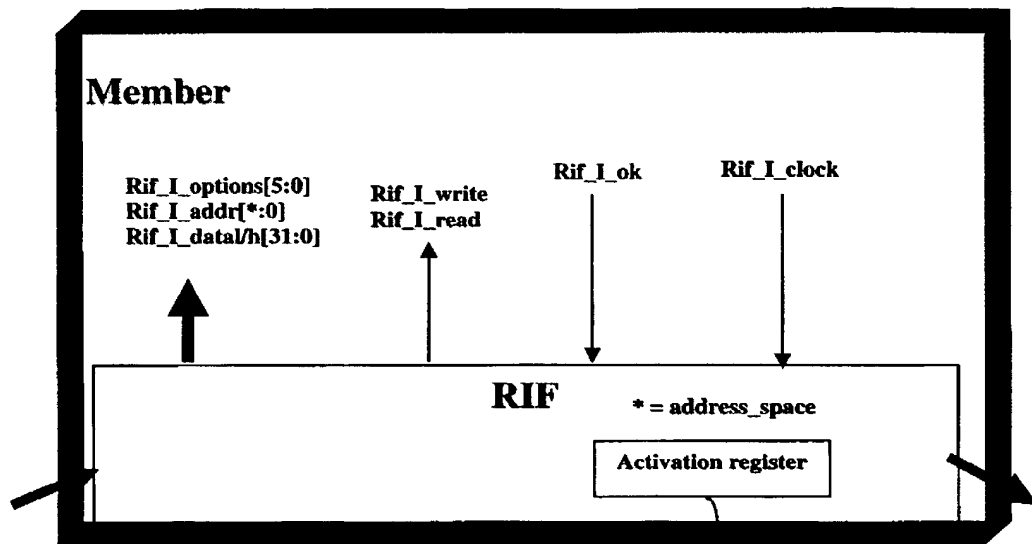 Member
Rif_I_options[5:0]
Rif_I_addr[*:0]
Rif_I_datal/h[31:0]
Rif_I_write
Rif_I_read
Rif_I_ok
Rif_I_clock
RIF
* = address_space
Activation register